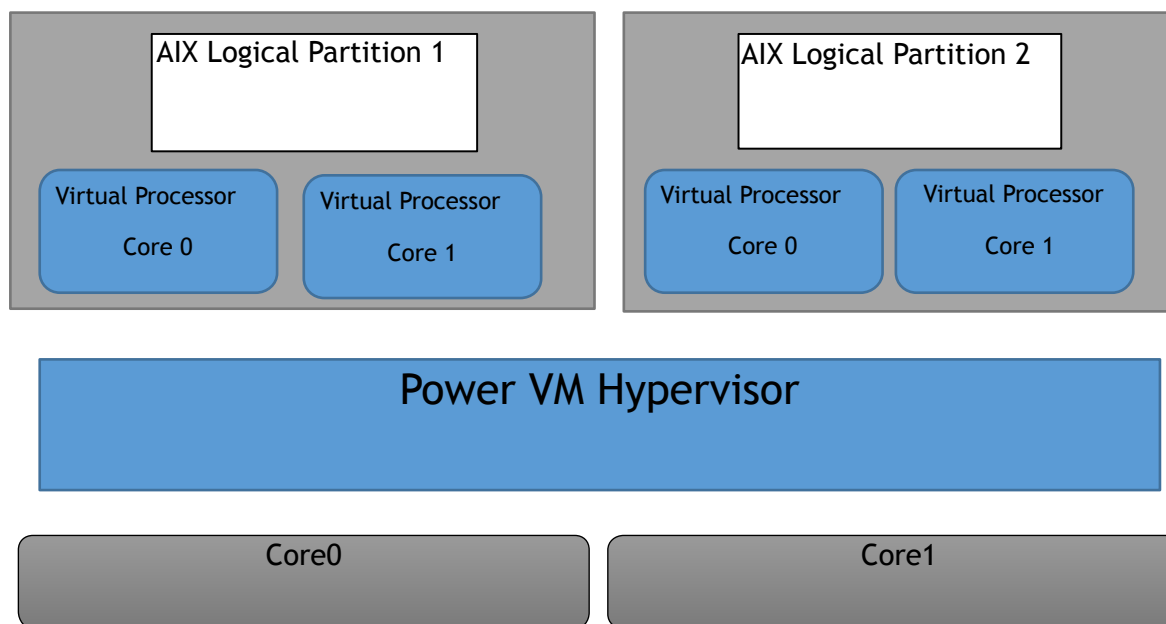 AIX Logical Partition 1
AIX Logical Partition 2
Virtual Processor
Core 0
Virtual Processor
Core 1
Virtual Processor
Core 0
Virtual Processor
Core 1
Power VM Hypervisor
Core0
Core1